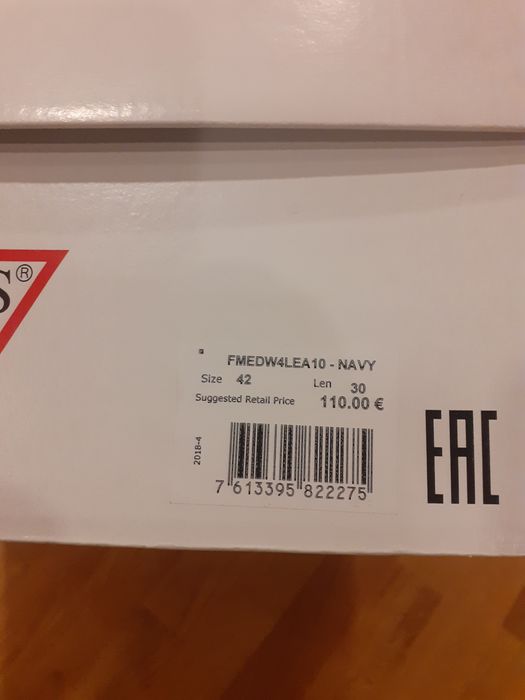 S®
FMEDW4LEA10 - NAVY
Size 42 Len 30
Suggested Retail Price 110.00 €
2018-4
7 613395 822275
EAC